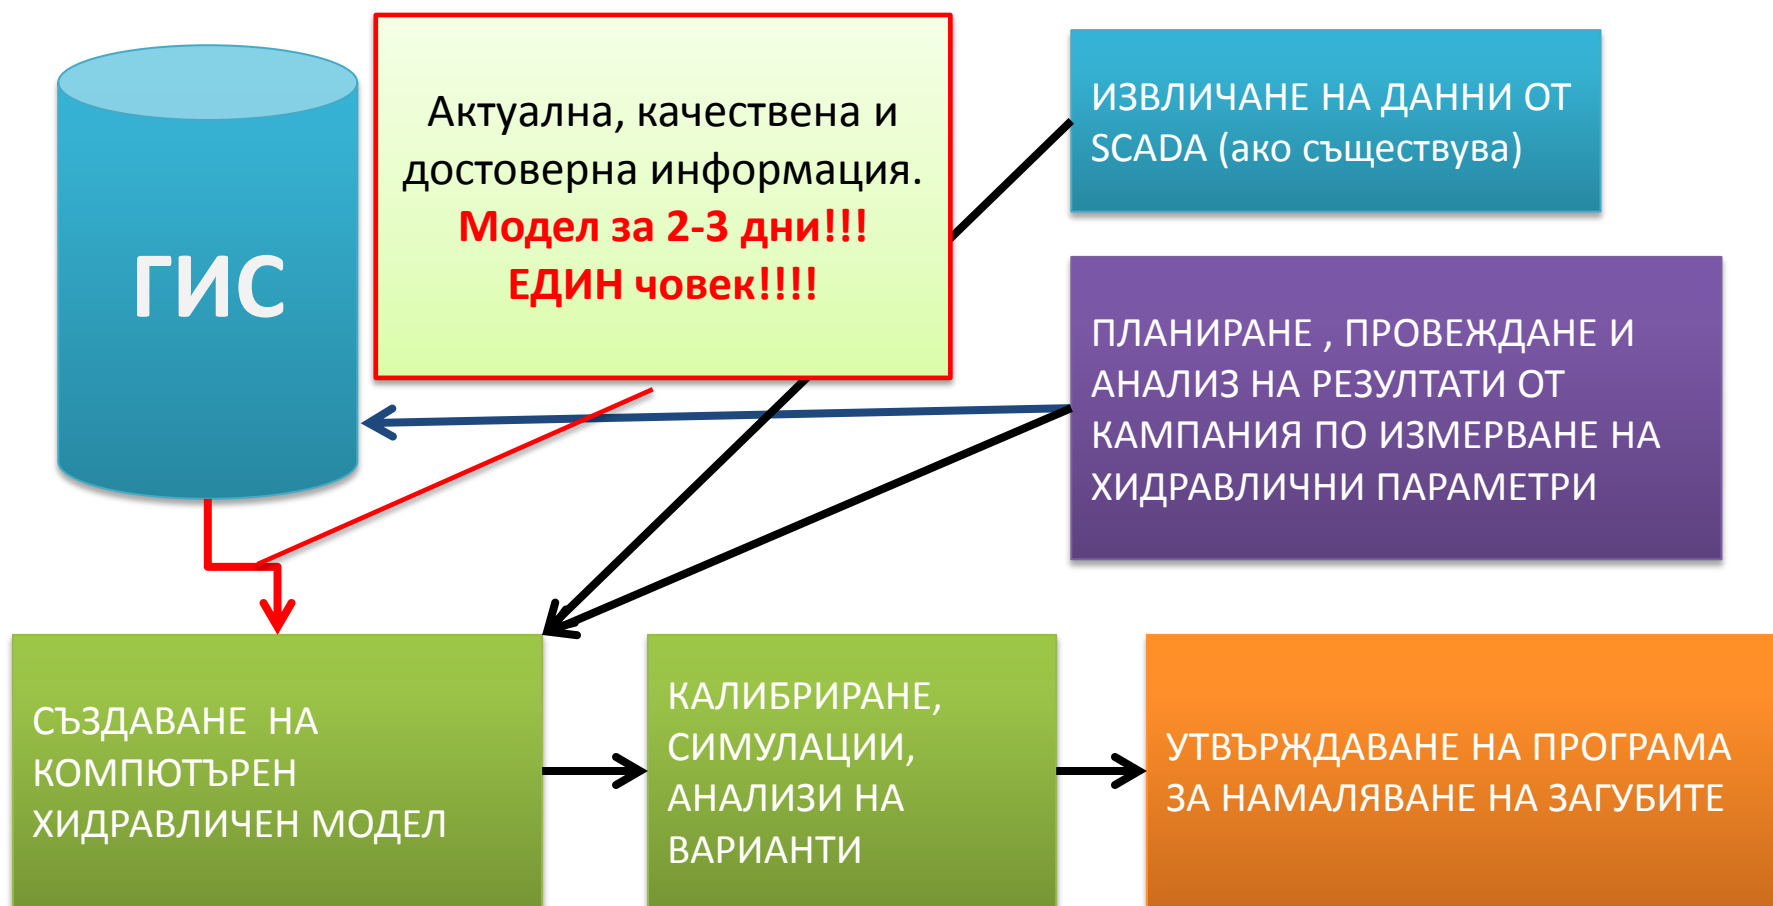 ГИС
Актуална, качествена и
достоверна информация.
Модел за 2-3 дни!!!
ЕДИН човек!!!!
ИЗВЛИЧАНЕ НА ДАННИ ОТ
SCADA (ако съществува)
ПЛАНИРАНЕ , ПРОВЕЖДАНЕ И
АНАЛИЗ НА РЕЗУЛТАТИ ОТ
КАМПАНИЯ ПО ИЗМЕРВАНЕ НА
ХИДРАВЛИЧНИ ПАРАМЕТРИ
СЪЗДАВАНЕ  НА
КОМПЮТЪРЕН
ХИДРАВЛИЧЕН МОДЕЛ
КАЛИБРИРАНЕ,
СИМУЛАЦИИ,
АНАЛИЗИ НА
ВАРИАНТИ
УТВЪРЖДАВАНЕ НА ПРОГРАМА
ЗА НАМАЛЯВАНЕ НА ЗАГУБИТЕ